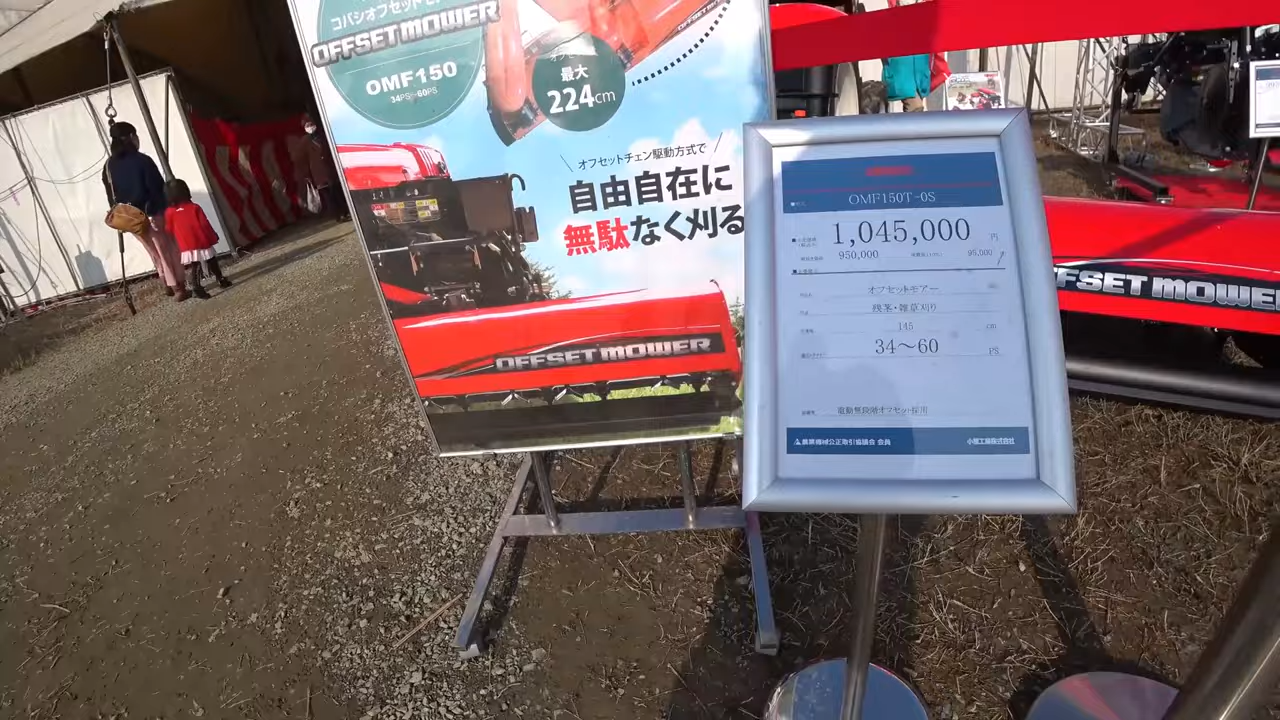 コバシオフセットモ
OFFSET MOWER
OMF150
34PS~60PS
最大
224cm
オフセットチェン駆動方式で
自由自在に
無駄なく刈る
OFFSET MOWER
OMF150T-0S
1,045,000 円
950,000
95,000
オフセットモアー
残茎・雑草刈り
145 cm
34～60 PS
電動無段階オフセット採用
農業機械公正取引協議会 会員
小橋工業株式会社
FSET MOWE